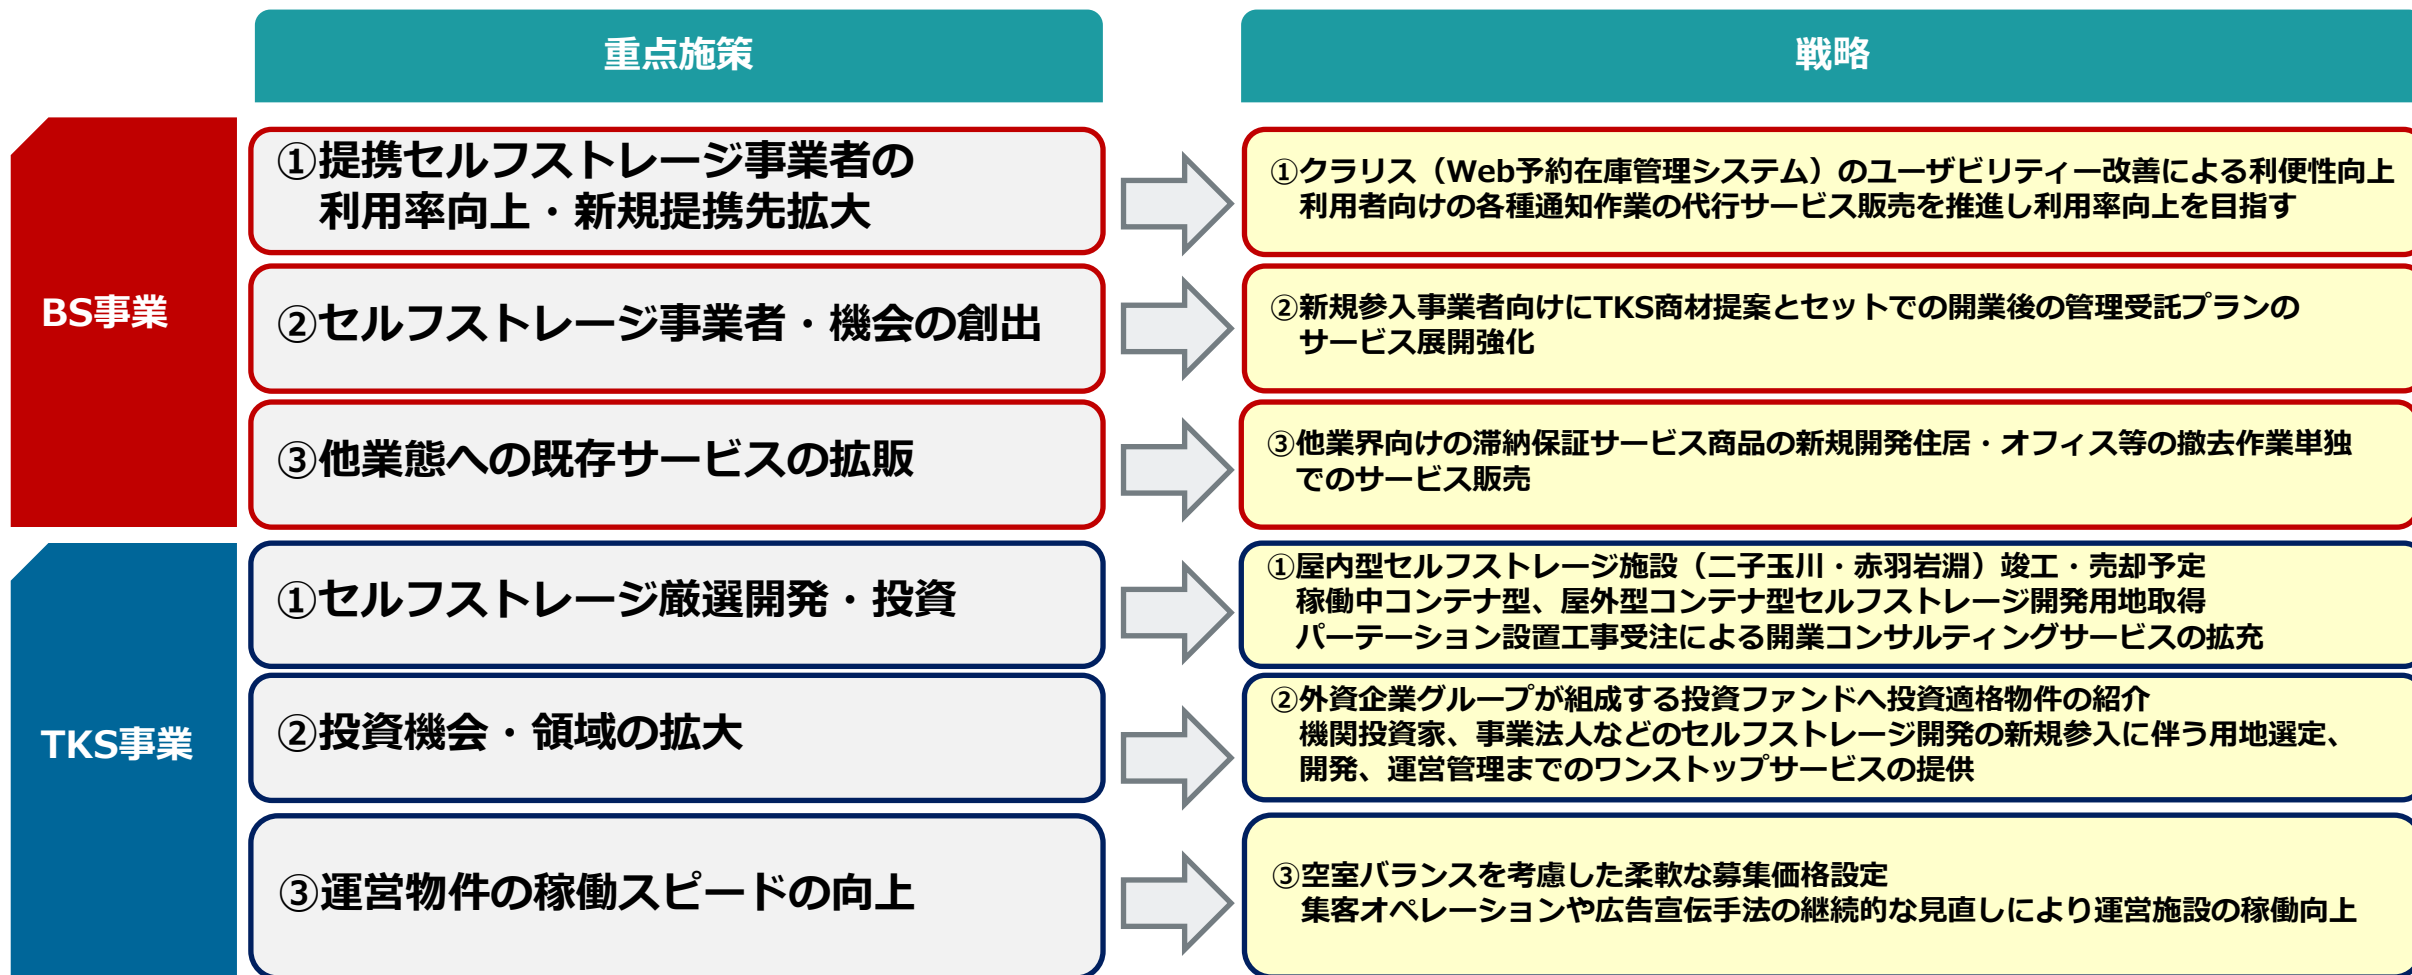 重点施策
戦略
BS事業
①提携セルフストレージ事業者の
利用率向上・新規提携先拡大
①クラリス（Web予約在庫管理システム）のユーザビリティー改善による利便性向上
利用者向けの各種通知作業の代行サービス販売を推進し利用率向上を目指す
②セルフストレージ事業者・機会の創出
②新規参入事業者向けにTKS商材提案とセットでの開業後の管理受託プランの
サービス展開強化
③他業態への既存サービスの拡販
③他業界向けの滞納保証サービス商品の新規開発住居・オフィス等の撤去作業単独
でのサービス販売
TKS事業
①セルフストレージ厳選開発・投資
①屋内型セルフストレージ施設（二子玉川・赤羽岩淵）竣工・売却予定
稼働中コンテナ型、屋外型コンテナ型セルフストレージ開発用地取得
パーテーション設置工事受注による開業コンサルティングサービスの拡充
②投資機会・領域の拡大
②外資企業グループが組成する投資ファンドへ投資適格物件の紹介
機関投資家、事業法人などのセルフストレージ開発の新規参入に伴う用地選定、
開発、運営管理までのワンストップサービスの提供
③運営物件の稼働スピードの向上
③空室バランスを考慮した柔軟な募集価格設定
集客オペレーションや広告宣伝手法の継続的な見直しにより運営施設の稼働向上